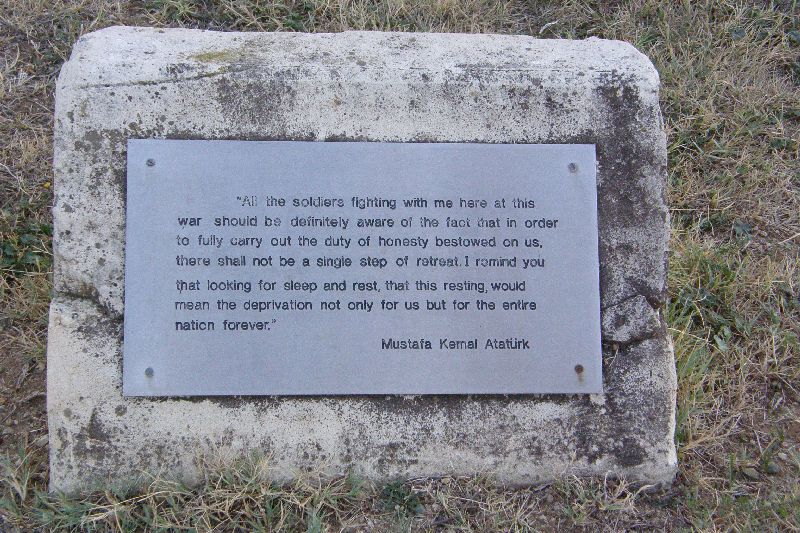 "All the soldiers fighting with me here at this
war should be definitely aware of the fact that in order
to fully carry out the duty of honesty bestowed on us,
there shall not be a single step of retreat. I remind you
that looking for sleep and rest, that this resting, would
mean the deprivation not only for us but for the entire
nation forever."
Mustafa Kemal Atatürk